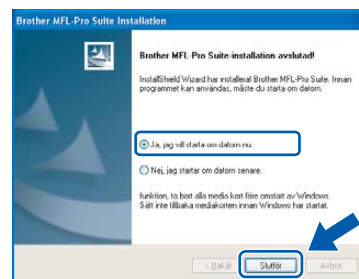 Brother MFL-Pro Suite Installation
Brother MFL-Pro Suite-installation avslutad!
InstallShield Wizard har installerat Brother MFL-Pro Suite. Innan
programmet kan användas, måste du starta om datorn.
Ja, jag vill starta om datorn nu.
Nej, jag startar om datorn senare.
funktion, ta bort alla media kort före omstart av Windows.
Sätt inte tillbaka mediakorten innan Windows har startat.
< Bakåt
Slutför
Avbryt